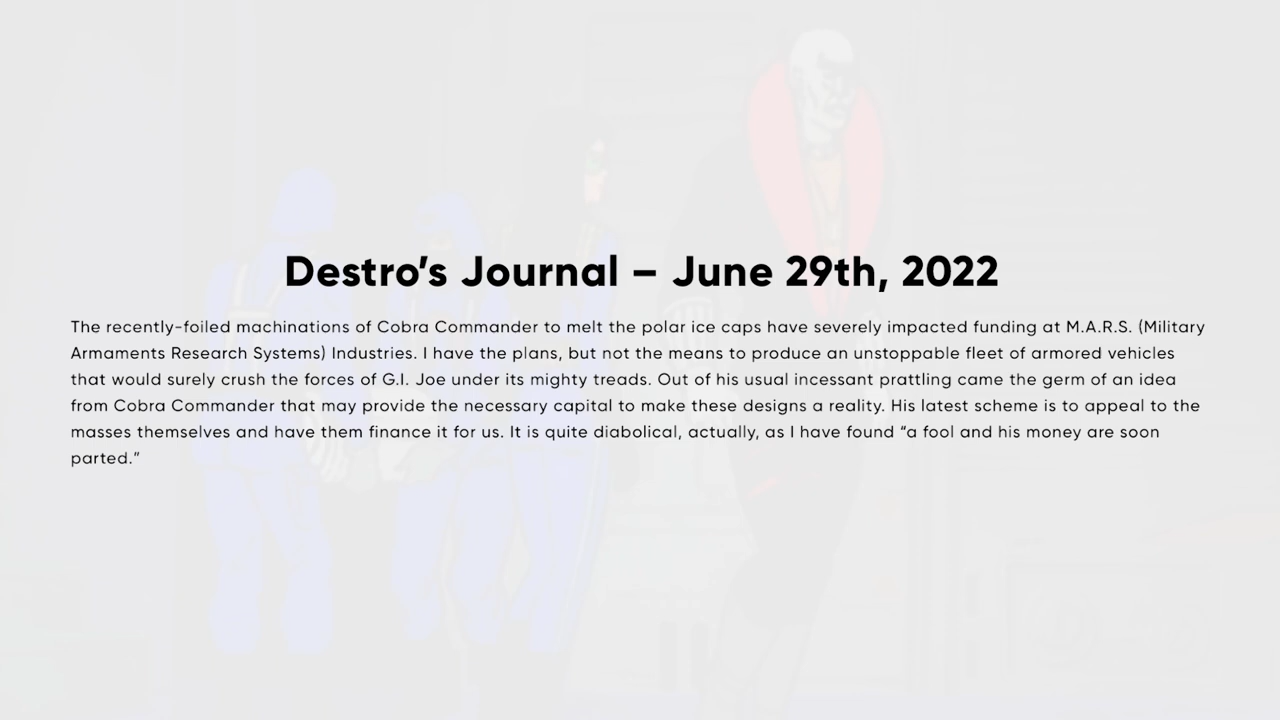 Destro’s Journal – June 29th, 2022
The recently-foiled machinations of Cobra Commander to melt the polar ice caps have severely impacted funding at M.A.R.S. (Military
Armaments Research Systems) Industries. I have the plans, but not the means to produce an unstoppable fleet of armored vehicles
that would surely crush the forces of G.I. Joe under its mighty treads. Out of his usual incessant prattling came the germ of an idea
from Cobra Commander that may provide the necessary capital to make these designs a reality. His latest scheme is to appeal to the
masses themselves and have them finance it for us. It is quite diabolical, actually, as I have found “a fool and his money are soon
parted.”